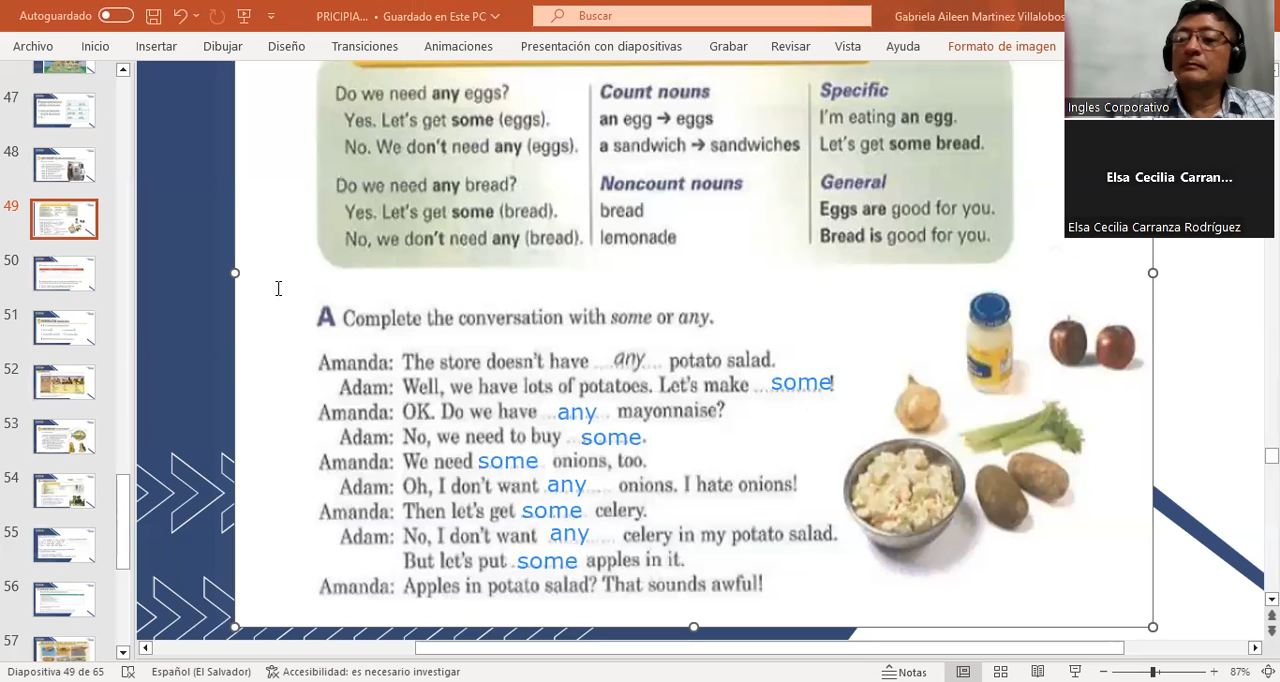 Autoguardado
PRICIPIA... • Guardado en Este PC
Buscar
Gabriela Aileen Martinez Villalobos
Archivo Inicio Insertar Dibujar Diseño Transiciones Animaciones Presentación con diapositivas Grabar Revisar Vista Ayuda Formato de imagen
Ingles Corporativo
Elsa Cecilia Carran...
Elsa Cecilia Carranza Rodríguez
47
48
49
50
51
52
53
54
55
56
57
Do we need any eggs?
Yes. Let's get some (eggs).
No. We don't need any (eggs).
Do we need any bread?
Yes. Let's get some (bread).
No, we don't need any (bread).
Count nouns
an egg → eggs
a sandwich → sandwiches
Noncount nouns
bread
lemonade
Specific
I'm eating an egg.
Let's get some bread.
General
Eggs are good for you.
Bread is good for you.
A Complete the conversation with some or any.
Amanda: The store doesn't have any potato salad.
Adam: Well, we have lots of potatoes. Let's make some!
Amanda: OK. Do we have any mayonnaise?
Adam: No, we need to buy some.
Amanda: We need some onions, too.
Adam: Oh, I don't want any onions. I hate onions!
Amanda: Then let's get some celery.
Adam: No, I don't want any celery in my potato salad.
But let's put some apples in it.
Amanda: Apples in potato salad? That sounds awful!
Diapositiva 49 de 65 Español (El Salvador) Accesibilidad: es necesario investigar Notas 87%